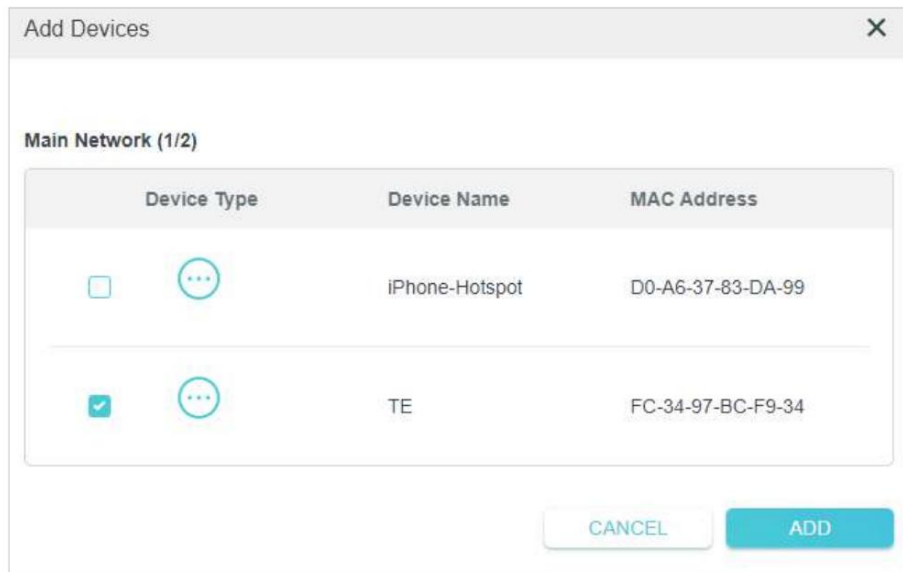 Add Devices
Main Network (1/2)
Device Type Device Name MAC Address
iPhone-Hotspot D0-A6-37-83-DA-99
TE FC-34-97-BC-F9-34
CANCEL ADD